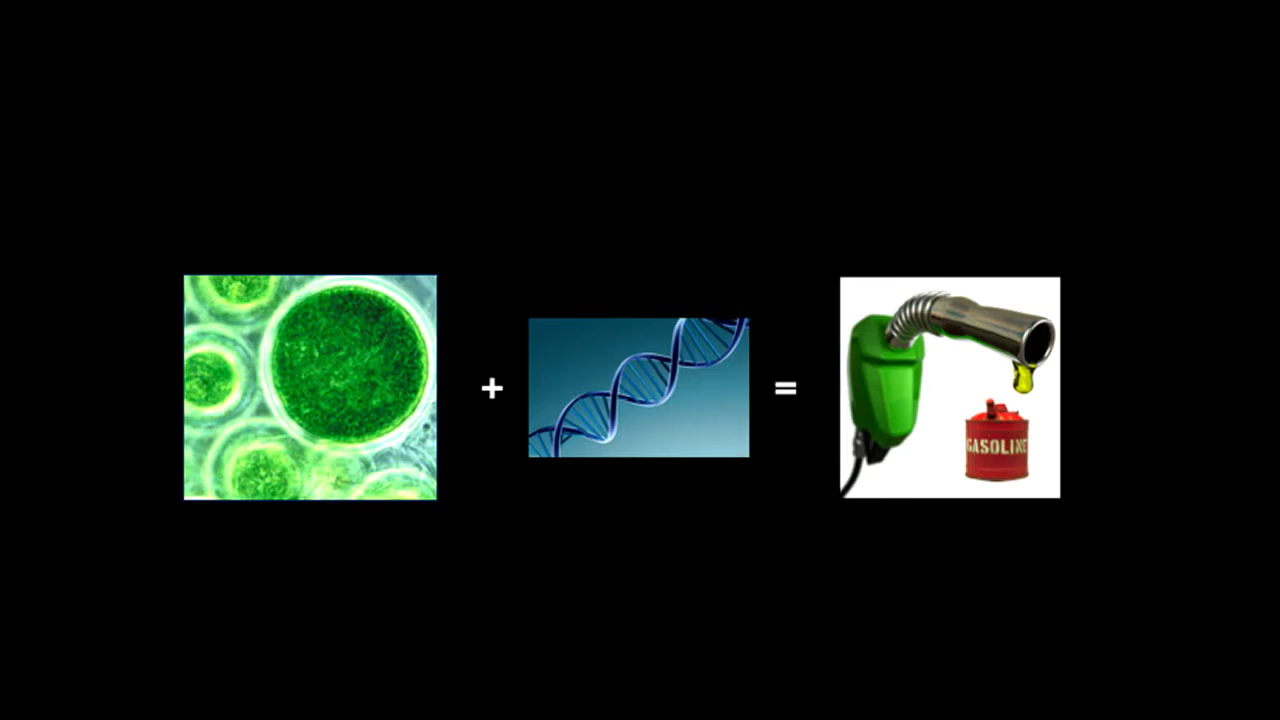 +
=
GASOLINE